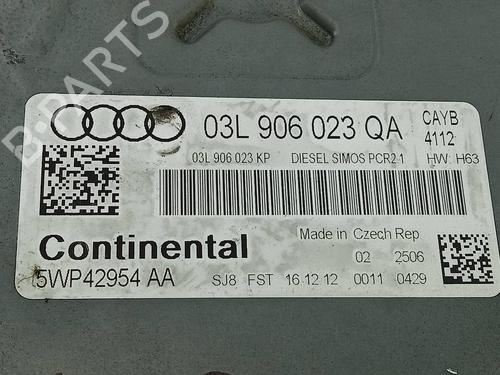 B-PARTS
03L 906 023 QA
CAYB
4112
03L 906 023 KP DIESEL SIMOS PCR2.1 HW: H63
Continental
Made in Czech Rep
02 2506
5WP42954 AA SJ8 FST 16.12.12 0011 0429